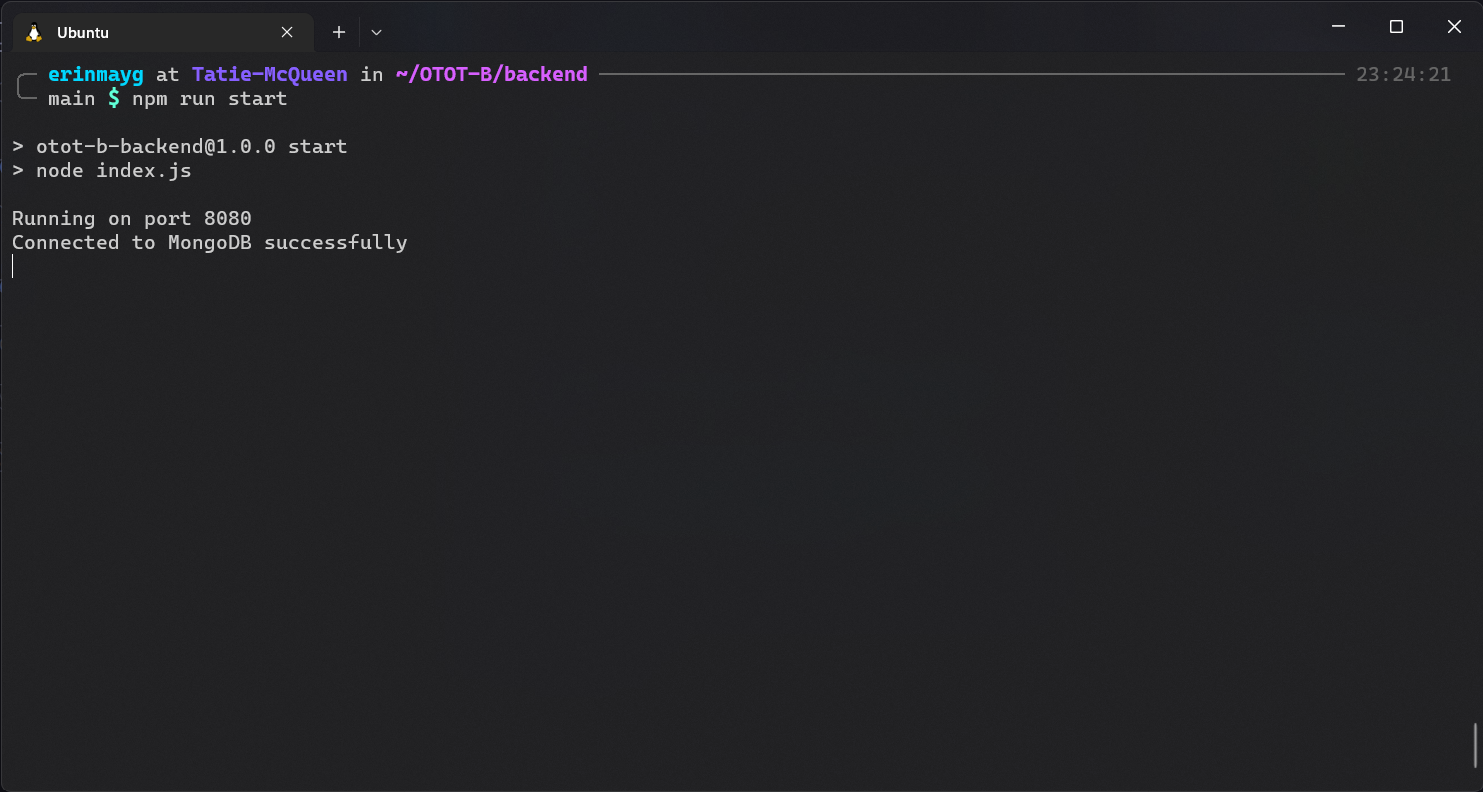 Ubuntu
erinmayg at Tatie-McQueen in ~/OTOT-B/backend 23:24:21
main $ npm run start
> otot-b-backend@1.0.0 start
> node index.js
Running on port 8080
Connected to MongoDB successfully